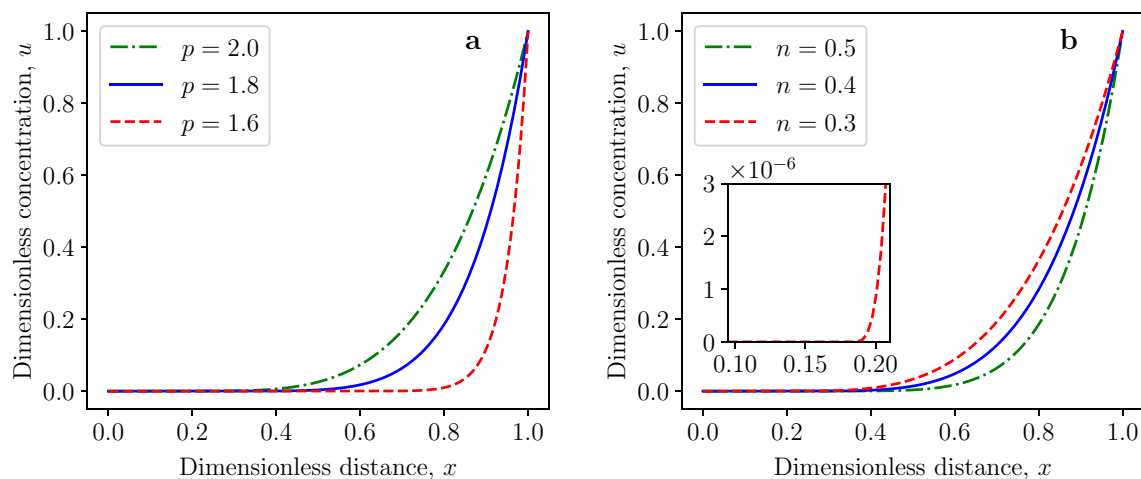 a
p = 2.0
p = 1.8
p = 1.6
1.0
0.8
0.6
0.4
0.2
0.0
Dimensionless concentration, u
0.0 0.2 0.4 0.6 0.8 1.0
Dimensionless distance, x
b
n = 0.5
n = 0.4
n = 0.3
×10⁻⁶
3
2
1
0
0.10 0.15 0.20
1.0
0.8
0.6
0.4
0.2
0.0
Dimensionless concentration, u
0.0 0.2 0.4 0.6 0.8 1.0
Dimensionless distance, x